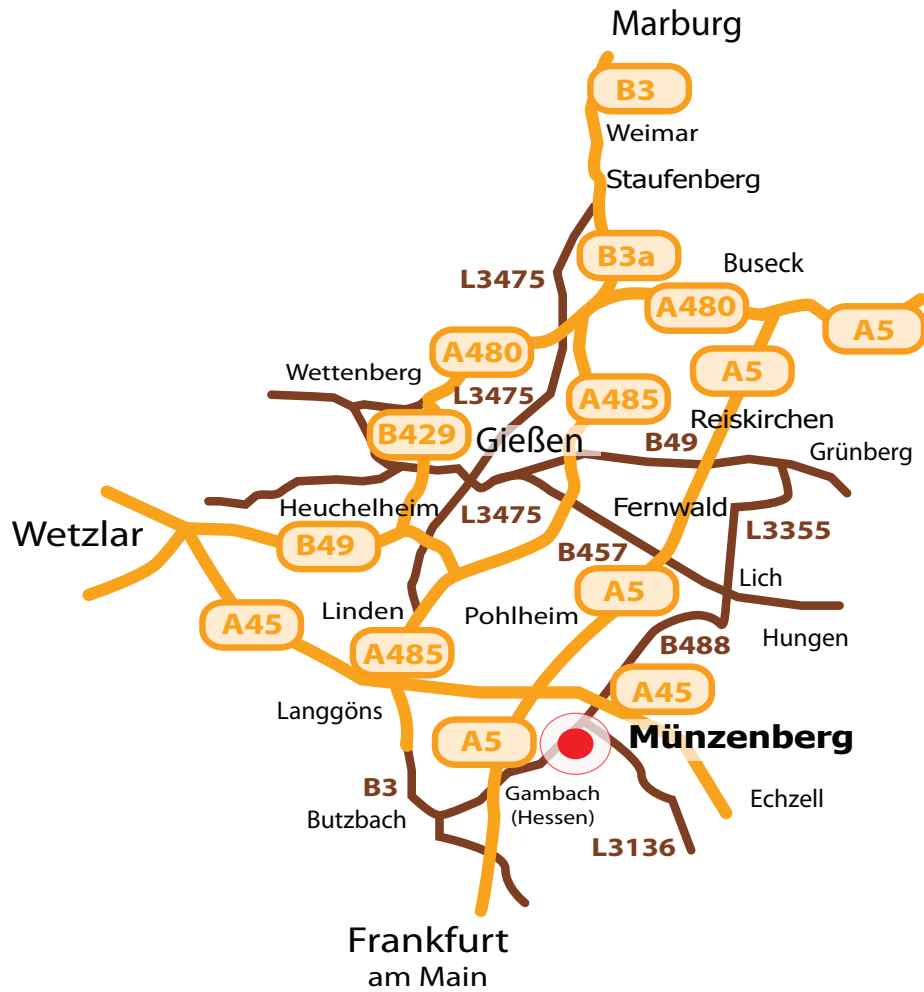 Marburg
B3
Weimar
Staufenberg
B3a
Buseck
L3475
A480
A5
A480
A5
Wettenberg
L3475
A485
Reiskirchen
B429
Gießen
B49
Grünberg
Heuchelheim
L3475
Fernwald
L3355
Wetzlar
B49
B457
Lich
A5
A45
Linden
Pohlheim
Hungen
A485
B488
A45
Langgöns
A5
Münzenberg
B3
Gambach
(Hessen)
Echzell
Butzbach
L3136
Frankfurt
am Main